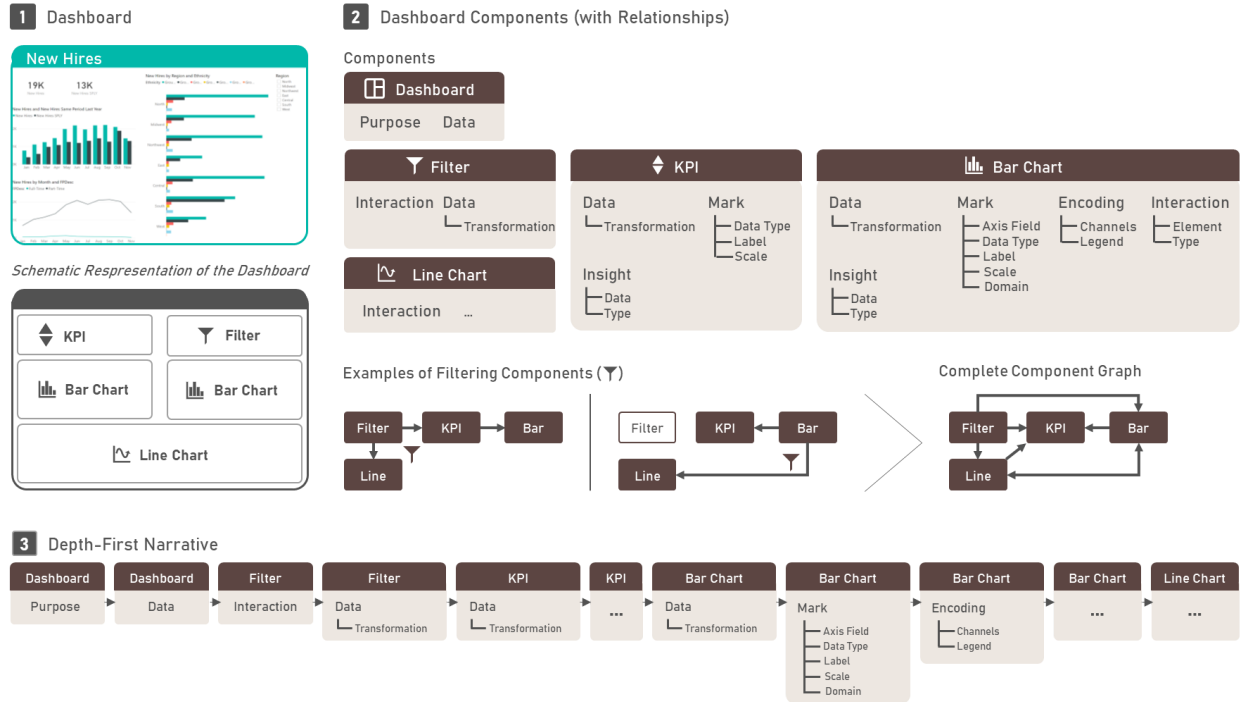 1 Dashboard
New Hires
19K
13K
New Hires
New Hires SPLY
New Hires and New Hires Same Period Last Year
New Hires by Region and Ethnicity
Region
New Hires by Month and FPDesc
Schematic Respresentation of the Dashboard
KPI
Filter
Bar Chart
Bar Chart
Line Chart
2 Dashboard Components (with Relationships)
Components
Dashboard
Purpose Data
Filter
Interaction Data
Transformation
Line Chart
Interaction ...
KPI
Data
Transformation
Mark
Data Type
Label
Scale
Insight
Data
Type
Bar Chart
Data
Transformation
Mark
Axis Field
Data Type
Label
Scale
Domain
Encoding
Channels
Legend
Interaction
Element
Type
Insight
Data
Type
Examples of Filtering Components ( )
Filter KPI Bar
Line
Filter KPI Bar
Line
Complete Component Graph
Filter KPI Bar
Line
3 Depth-First Narrative
Dashboard
Purpose
Dashboard
Data
Filter
Interaction
Filter
Data
Transformation
KPI
Data
Transformation
KPI
...
Bar Chart
Data
Transformation
Bar Chart
Mark
Axis Field
Data Type
Label
Scale
Domain
Bar Chart
Encoding
Channels
Legend
Bar Chart
...
Line Chart
...